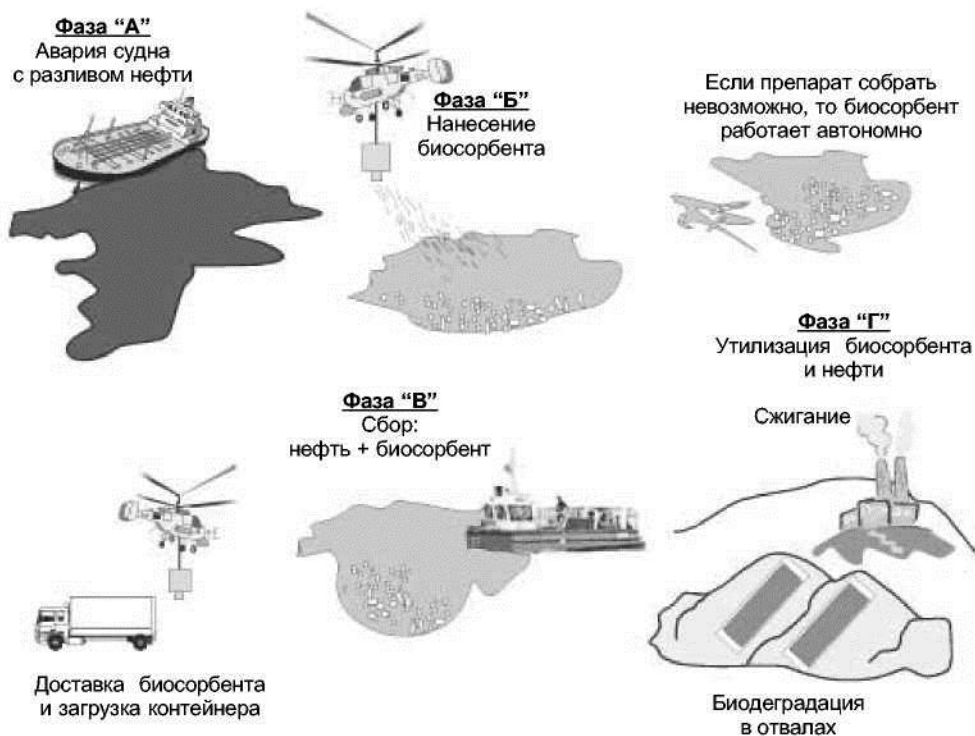 Фаза “А”
Авария судна
с разливом нефти
Фаза “Б”
Нанесение
биосорбента
Если препарат собрать
невозможно, то биосорбент
работает автономно
Фаза “В”
Сбор:
нефть + биосорбент
Фаза “Г”
Утилизация биосорбента
и нефти
Сжигание
Доставка биосорбента
и загрузка контейнера
Биодеградация
в отвалах